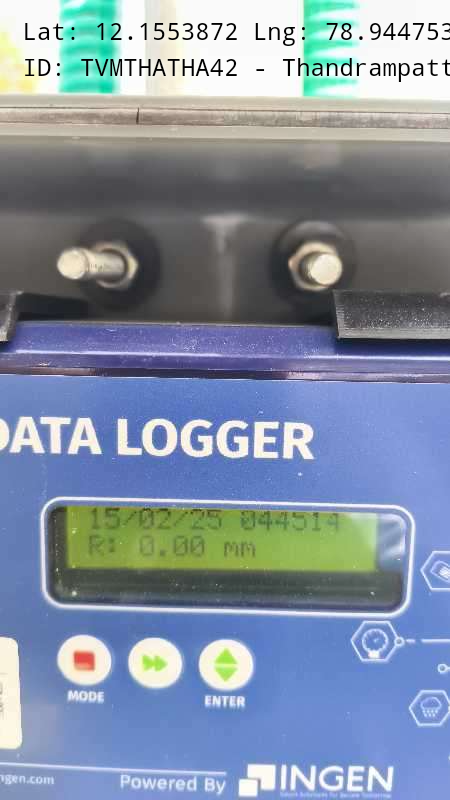 Lat: 12.1553872 Lng: 78.944753
ID: TVMTHATHA42 - Thandrampatt
DATA LOGGER
15/02/25 044514
R: 0.00 mm
MODE
ENTER
ngen.com
Powered By
INGEN